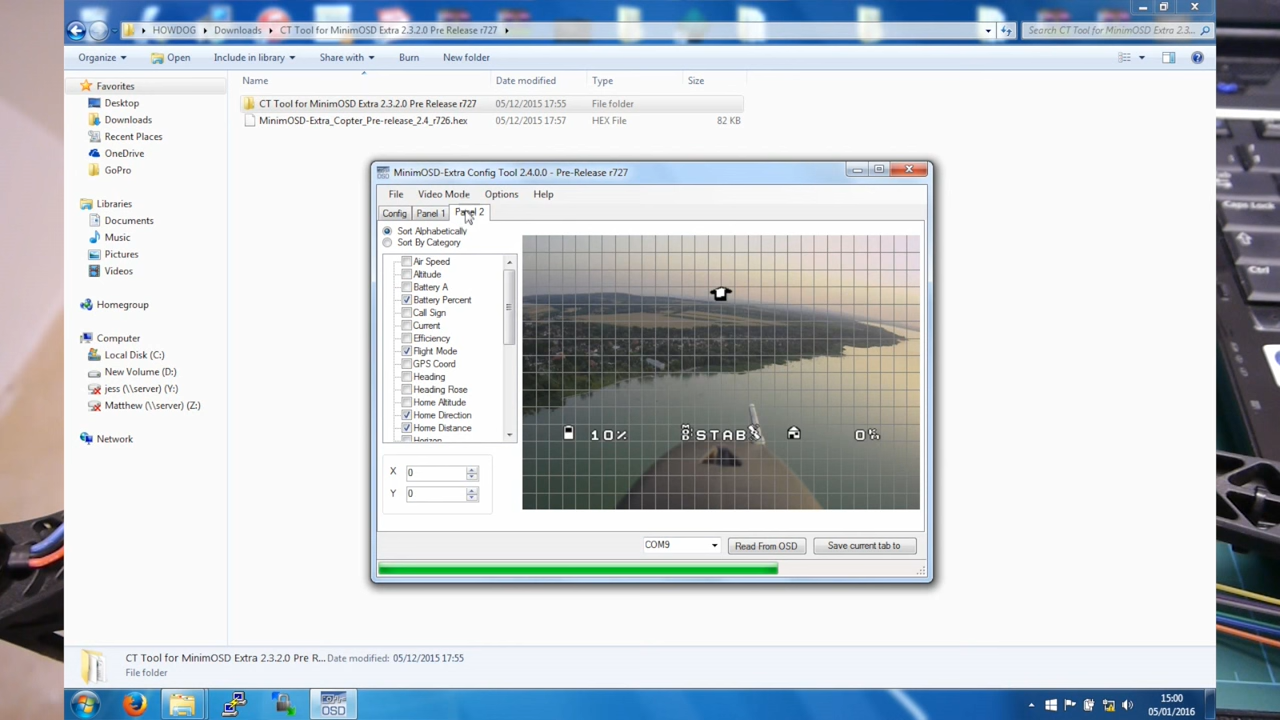 HOWDOG Downloads CT Tool for MinimOSD Extra 2.3.2.0 Pre Release r727
Search CT Tool for MinimOSD Extra 2.3...
Organize Open Include in library Share with Burn New folder
Name Date modified Type Size
Favorites
Desktop
Downloads
Recent Places
OneDrive
GoPro
Libraries
Documents
Music
Pictures
Videos
Homegroup
Computer
Local Disk (C:)
New Volume (D:)
jess (\\server) (Y:)
Matthew (\\server) (Z:)
Network
CT Tool for MinimOSD Extra 2.3.2.0 Pre Release r727 05/12/2015 17:55 File folder
MinimOSD-Extra_Copter_Pre-release_2.4_r726.hex 05/12/2015 17:57 HEX File 82 KB
MinimOSD-Extra Config Tool 2.4.0.0 - Pre-Release r727
File Video Mode Options Help
Config Panel 1 Panel 2
Sort Alphabetically
Sort By Category
Air Speed
Altitude
Battery A
Battery Percent
Call Sign
Current
Efficiency
Flight Mode
GPS Coord
Heading
Heading Rose
Home Altitude
Home Direction
Home Distance
Horizon
10% STAB 0
X 0
Y 0
COM9 Read From OSD Save current tab to
CT Tool for MinimOSD Extra 2.3.2.0 Pre R... Date modified: 05/12/2015 17:55
File folder
OSD
15:00
05/01/2016